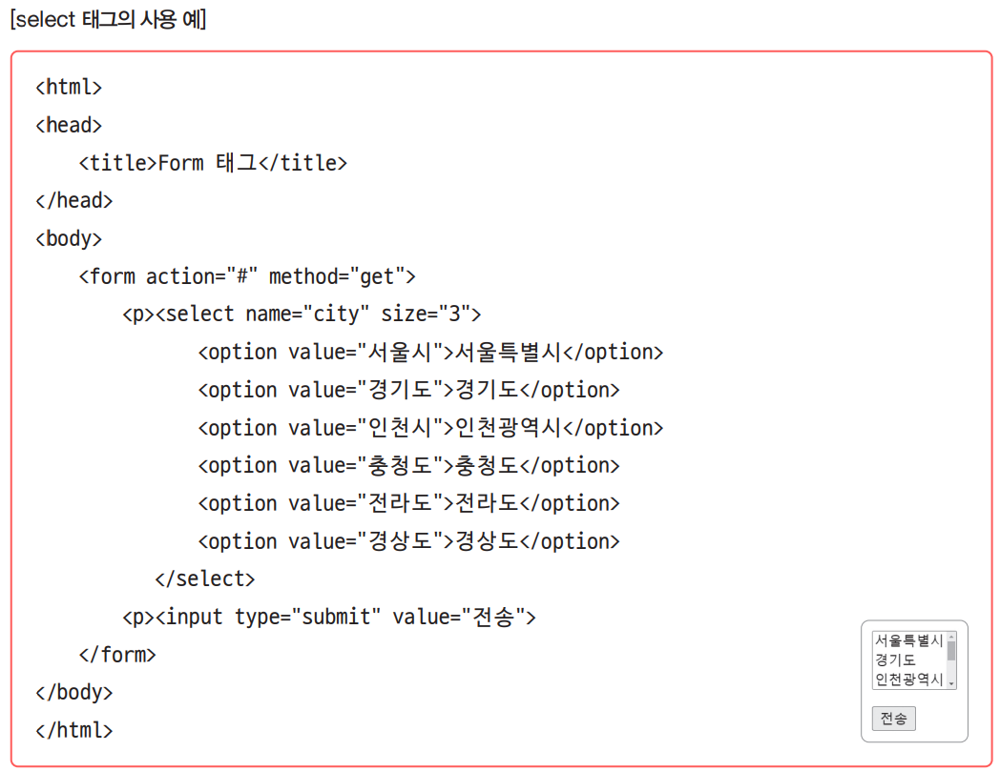 [select 태그의 사용 예]
<html>
<head>
<title>Form 태그</title>
</head>
<body>
<form action="#" method="get">
<p><select name="city" size="3">
<option value="서울시">서울특별시</option>
<option value="경기도">경기도</option>
<option value="인천시">인천광역시</option>
<option value="충청도">충청도</option>
<option value="전라도">전라도</option>
<option value="경상도">경상도</option>
</select>
<p><input type="submit" value="전송">
</form>
</body>
</html>
서울특별시
경기도
인천광역시
전송